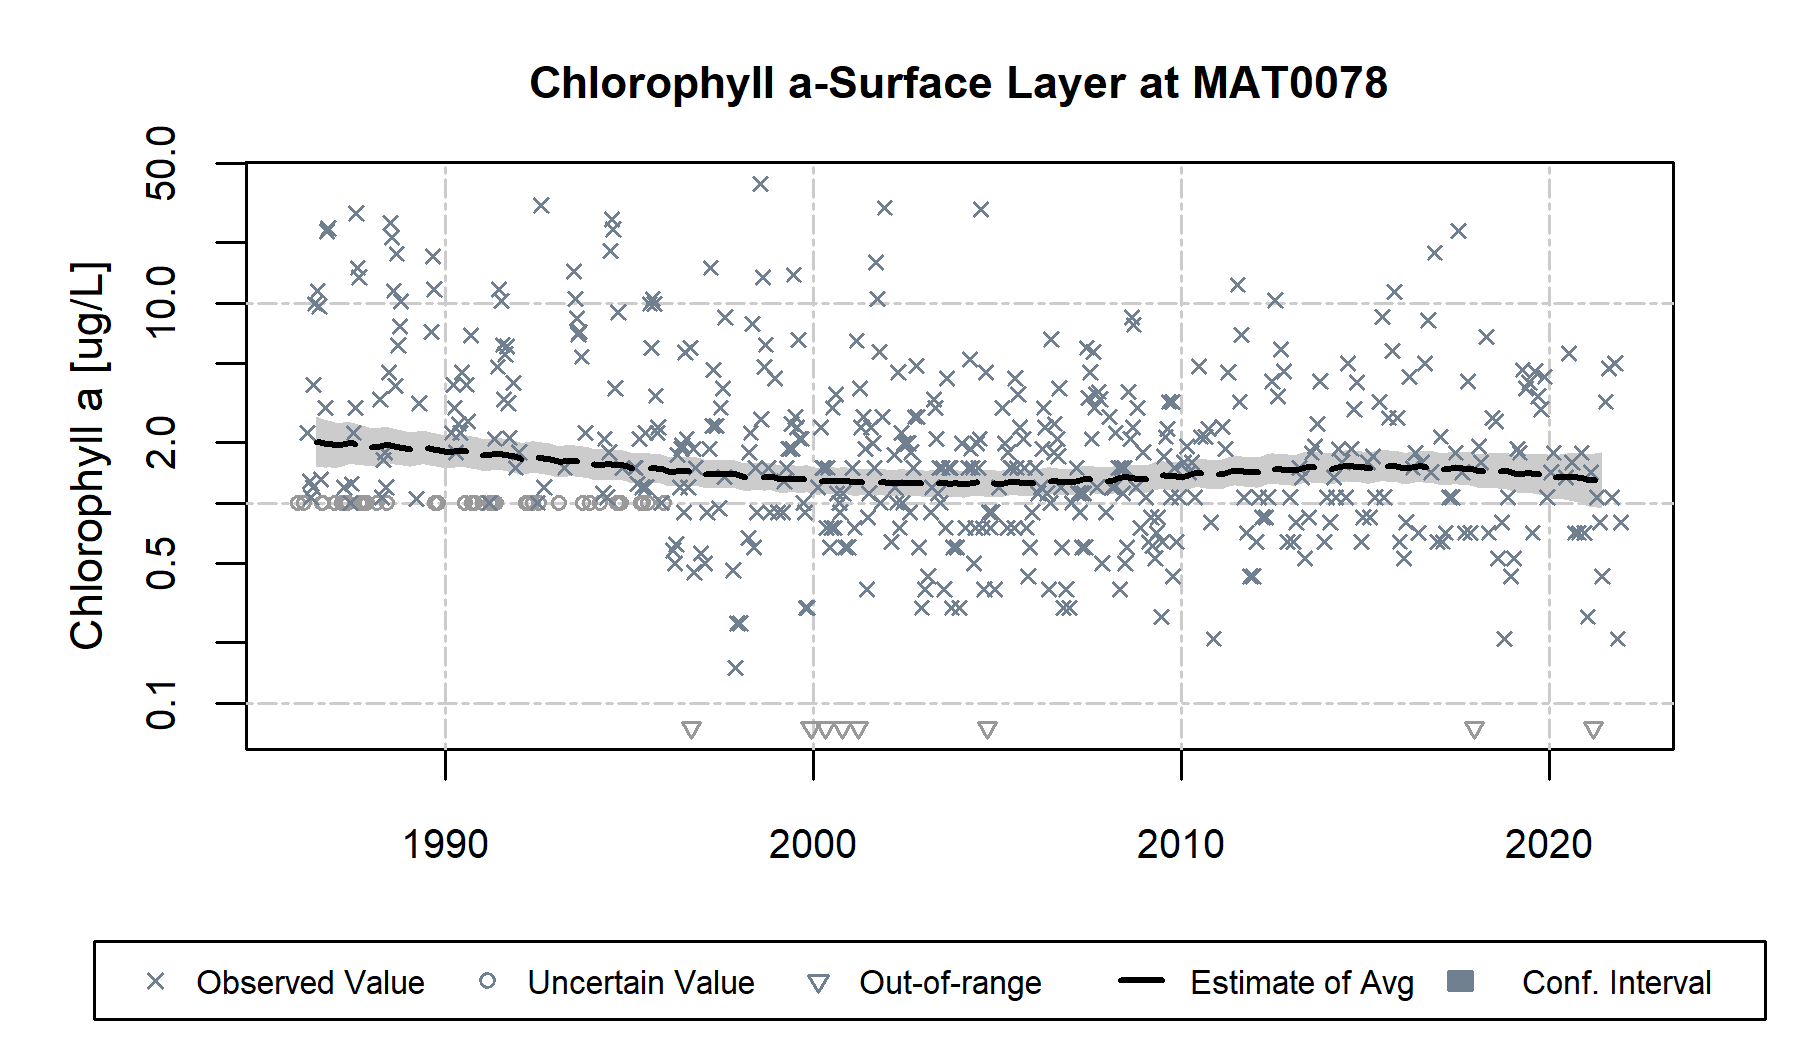 Chlorophyll a-Surface Layer at MAT0078
Chlorophyll a [ug/L]
50.0
10.0
2.0
0.5
0.1
1990 2000 2010 2020
Observed Value Uncertain Value Out-of-range Estimate of Avg Conf. Interval